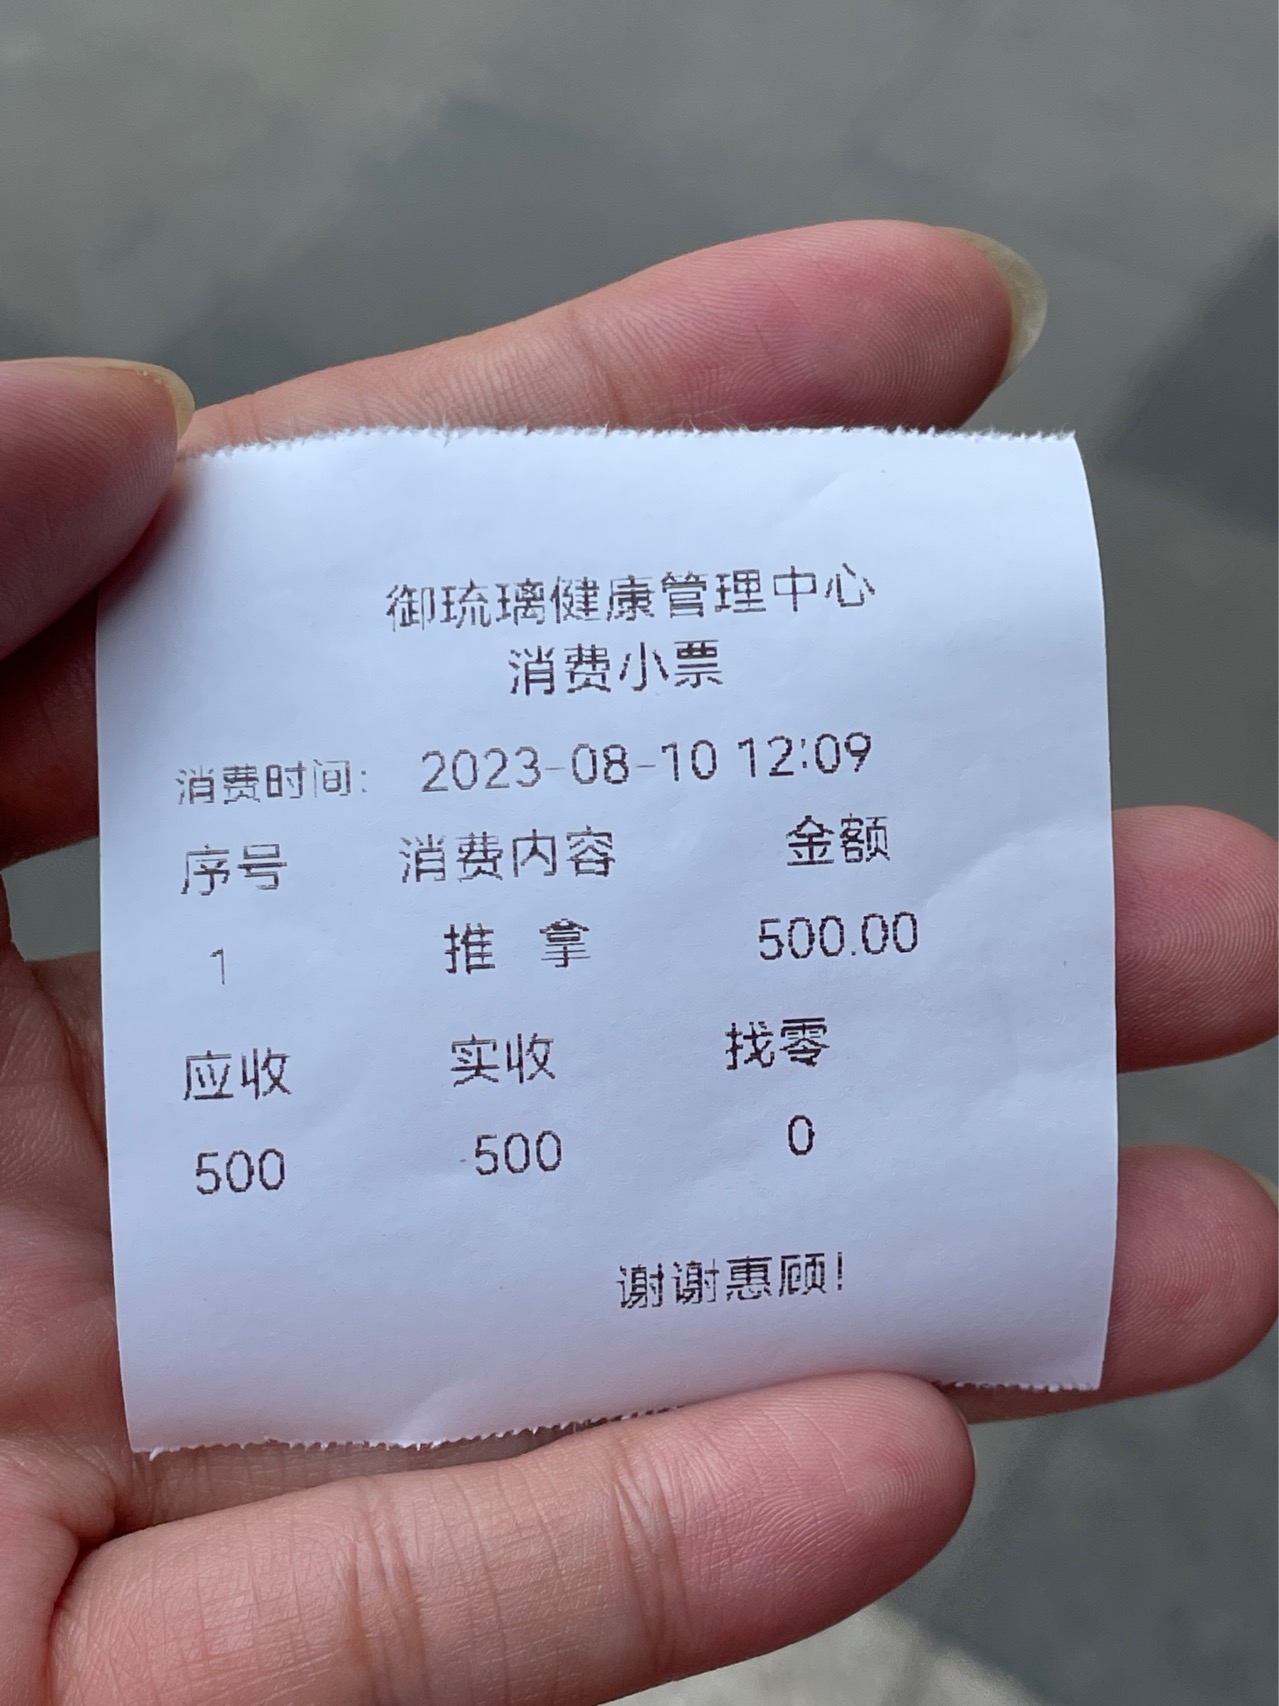 御琉璃健康管理中心
消费小票
消费时间: 2023-08-10 12:09
序号 消费内容 金额
1 推 拿 500.00
应收 实收 找零
500 500 0
谢谢惠顾!